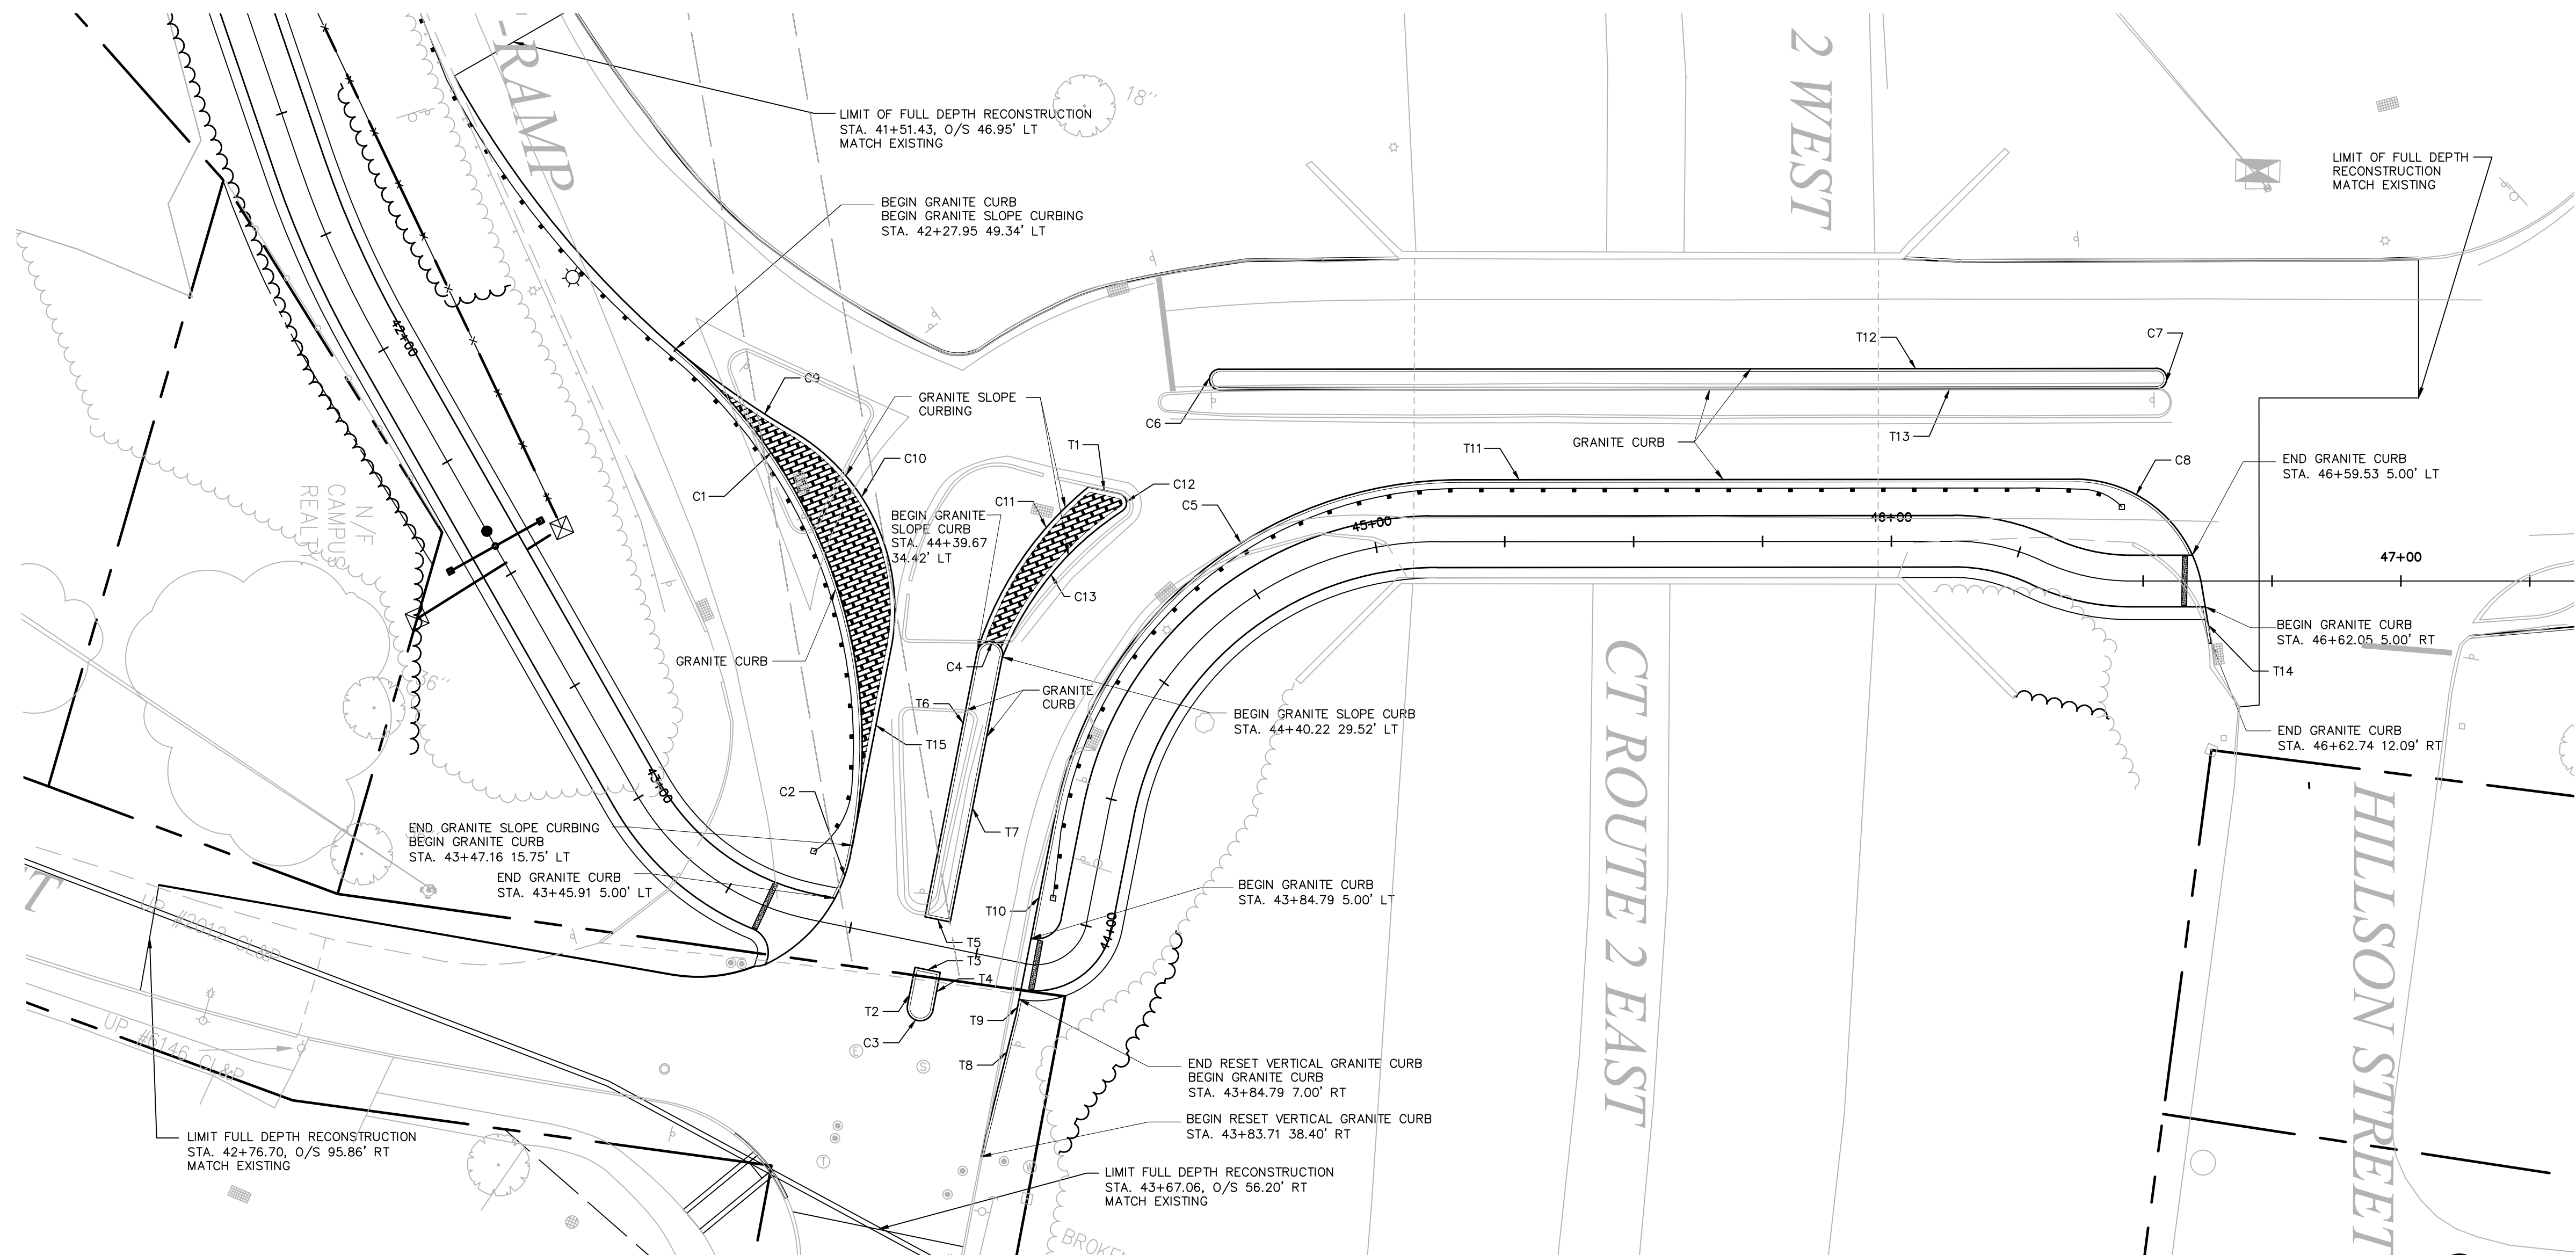 -RAMP
18"
2 WEST
LIMIT OF FULL DEPTH RECONSTRUCTION
STA. 41+51.43, O/S 46.95' LT
MATCH EXISTING
LIMIT OF FULL DEPTH
RECONSTRUCTION
MATCH EXISTING
BEGIN GRANITE CURB
BEGIN GRANITE SLOPE CURBING
STA. 42+27.95 49.34' LT
42+00
C9
GRANITE SLOPE
CURBING
T12
C7
C6
T13
GRANITE CURB
T1
T11
C8
END GRANITE CURB
STA. 46+59.53 5.00' LT
C10
C12
C1
C11
C5
BEGIN GRANITE
SLOPE CURB
STA. 44+39.67
34.42' LT
45+00
46+00
47+00
N/F
CAMPUS
REALTY
C13
BEGIN GRANITE CURB
STA. 46+62.05 5.00' RT
GRANITE CURB
C4
T14
36"
GRANITE
CURB
T6
BEGIN GRANITE SLOPE CURB
STA. 44+40.22 29.52' LT
END GRANITE CURB
STA. 46+62.74 12.09' RT
T15
43+00
C2
CT ROUTE 2 EAST
HILLSON STREET
END GRANITE SLOPE CURBING
BEGIN GRANITE CURB
STA. 43+47.16 15.75' LT
T7
END GRANITE CURB
STA. 43+45.91 5.00' LT
BEGIN GRANITE CURB
STA. 43+84.79 5.00' LT
T
UP #2012 CL&P
T10
44+00
T5
T3
T4
T2
T9
C3
E
S
T8
UP #6146 CL&P
END RESET VERTICAL GRANITE CURB
BEGIN GRANITE CURB
STA. 43+84.79 7.00' RT
BEGIN RESET VERTICAL GRANITE CURB
STA. 43+83.71 38.40' RT
LIMIT FULL DEPTH RECONSTRUCTION
STA. 42+76.70, O/S 95.86' RT
MATCH EXISTING
T
W
LIMIT FULL DEPTH RECONSTRUCTION
STA. 43+67.06, O/S 56.20' RT
MATCH EXISTING